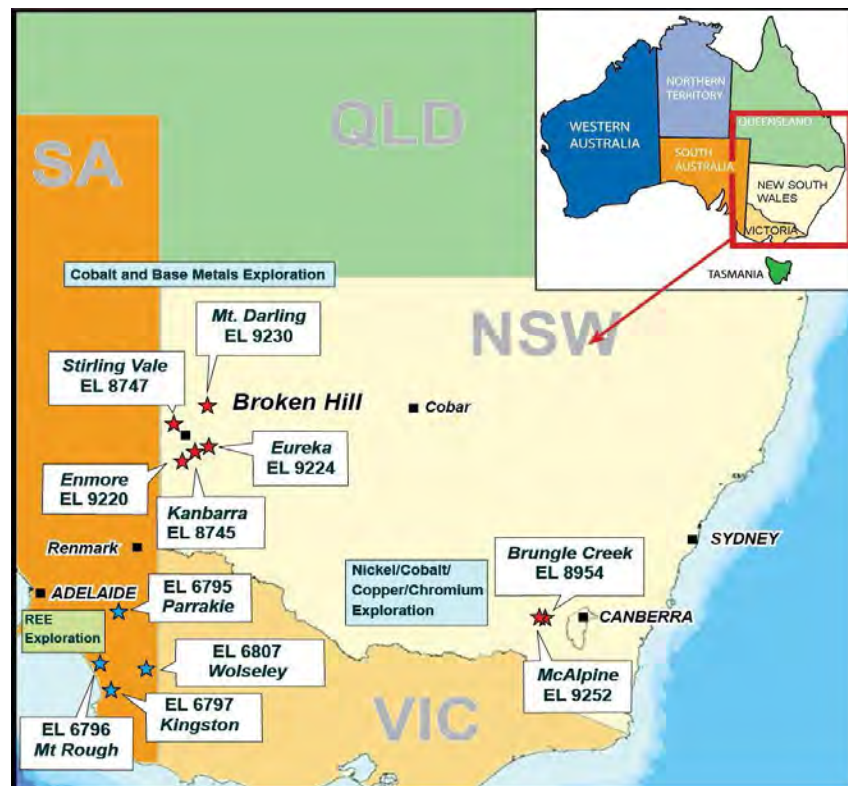 QLD
SA
NORTHERN
TERRITORY
WESTERN
AUSTRALIA
QUEENSLAND
SOUTH
AUSTRALIA
NEW SOUTH
WALES
VICTORIA
TASMANIA
Cobalt and Base Metals Exploration
Mt. Darling
EL 9230
NSW
Stirling Vale
EL 8747
Broken Hill
Cobar
Eureka
EL 9224
Enmore
EL 9220
Kanbarra
EL 8745
Renmark
SYDNEY
Brungle Creek
EL 8954
Nickel/Cobalt/
Copper/Chromium
Exploration
ADELAIDE
EL 6795
Parrakie
CANBERRA
REE
Exploration
EL 6807
Wolseley
McAlpine
EL 9252
EL 6797
Kingston
EL 6796
Mt Rough
VIC